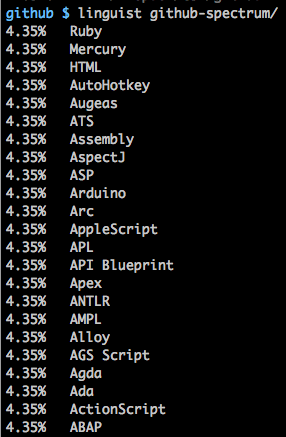 github $ linguist github-spectrum/
4.35% Ruby
4.35% Mercury
4.35% HTML
4.35% AutoHotkey
4.35% Augeas
4.35% ATS
4.35% Assembly
4.35% AspectJ
4.35% ASP
4.35% Arduino
4.35% Arc
4.35% AppleScript
4.35% APL
4.35% API Blueprint
4.35% Apex
4.35% ANTLR
4.35% AMPL
4.35% Alloy
4.35% AGS Script
4.35% Agda
4.35% Ada
4.35% ActionScript
4.35% ABAP